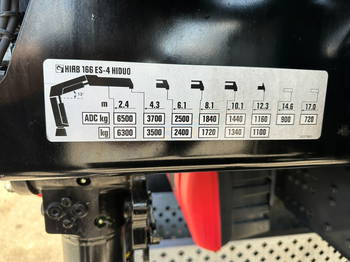 HIAB 166 ES-4 HIDUO
m 2.4 4.3 6.1 8.1 10.1 12.3 14.6 17.0
ADC kg 6500 3700 2500 1840 1440 1160 900 720
kg 6300 3500 2400 1720 1340 1100